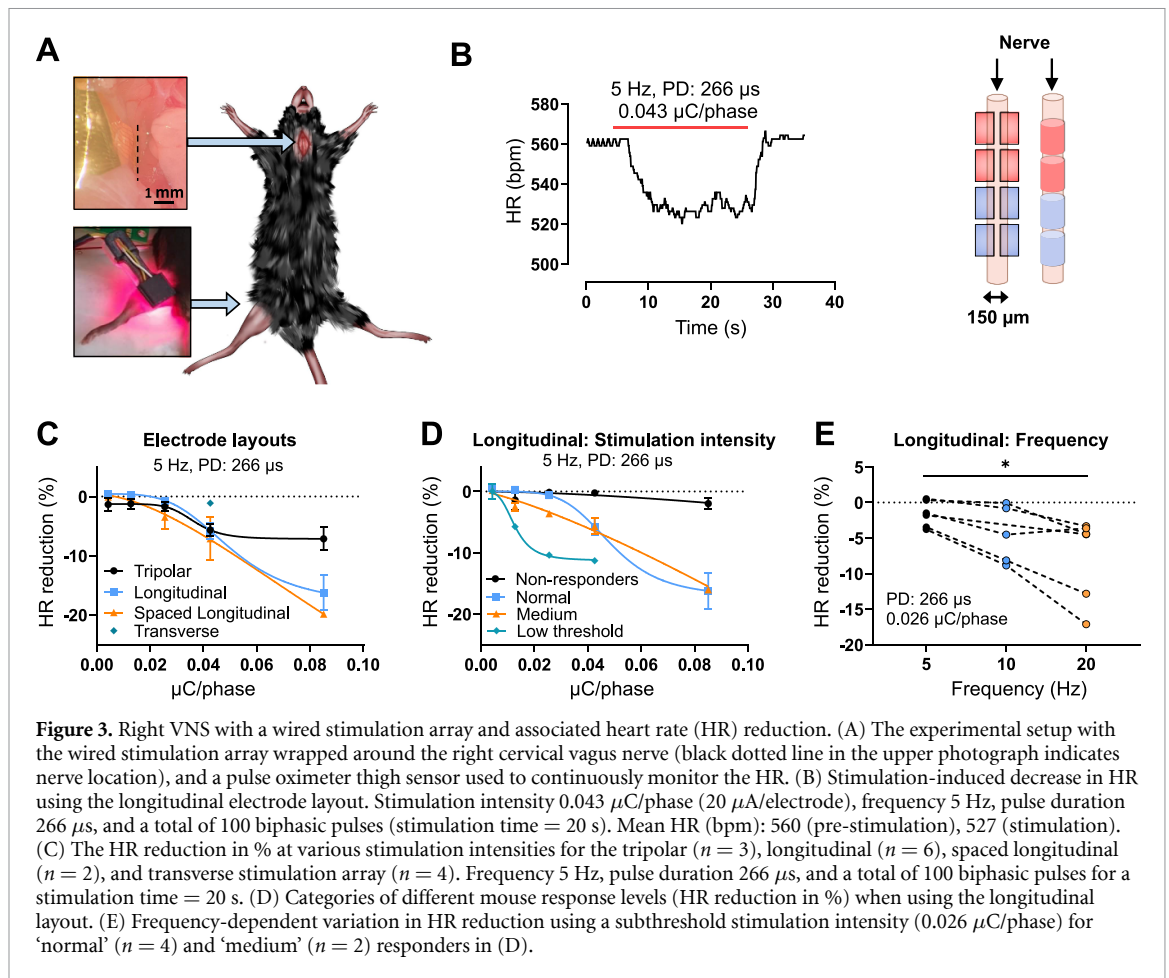 A
1 mm
B
5 Hz, PD: 266 µs
0.043 µC/phase
580
560
540
520
500
HR (bpm)
0
10
20
30
40
Time (s)
Nerve
150 µm
C
Electrode layouts
5 Hz, PD: 266 µs
0
-10
-20
HR reduction (%)
Tripolar
Longitudinal
Spaced Longitudinal
Transverse
0.00
0.02
0.04
0.06
0.08
0.10
µC/phase
D
Longitudinal: Stimulation intensity
5 Hz, PD: 266 µs
0
-10
-20
HR reduction (%)
Non-responders
Normal
Medium
Low threshold
0.00
0.02
0.04
0.06
0.08
0.10
µC/phase
E
Longitudinal: Frequency
*
5
0
-5
-10
-15
-20
HR reduction (%)
PD: 266 µs
0.026 µC/phase
5
10
20
Frequency (Hz)
Figure 3. Right VNS with a wired stimulation array and associated heart rate (HR) reduction. (A) The experimental setup with
the wired stimulation array wrapped around the right cervical vagus nerve (black dotted line in the upper photograph indicates
nerve location), and a pulse oximeter thigh sensor used to continuously monitor the HR. (B) Stimulation-induced decrease in HR
using the longitudinal electrode layout. Stimulation intensity 0.043 µC/phase (20 µA/electrode), frequency 5 Hz, pulse duration
266 µs, and a total of 100 biphasic pulses (stimulation time = 20 s). Mean HR (bpm): 560 (pre-stimulation), 527 (stimulation).
(C) The HR reduction in % at various stimulation intensities for the tripolar (n = 3), longitudinal (n = 6), spaced longitudinal
(n = 2), and transverse stimulation array (n = 4). Frequency 5 Hz, pulse duration 266 µs, and a total of 100 biphasic pulses for a
stimulation time = 20 s. (D) Categories of different mouse response levels (HR reduction in %) when using the longitudinal
layout. (E) Frequency-dependent variation in HR reduction using a subthreshold stimulation intensity (0.026 µC/phase) for
‘normal’ (n = 4) and ‘medium’ (n = 2) responders in (D).